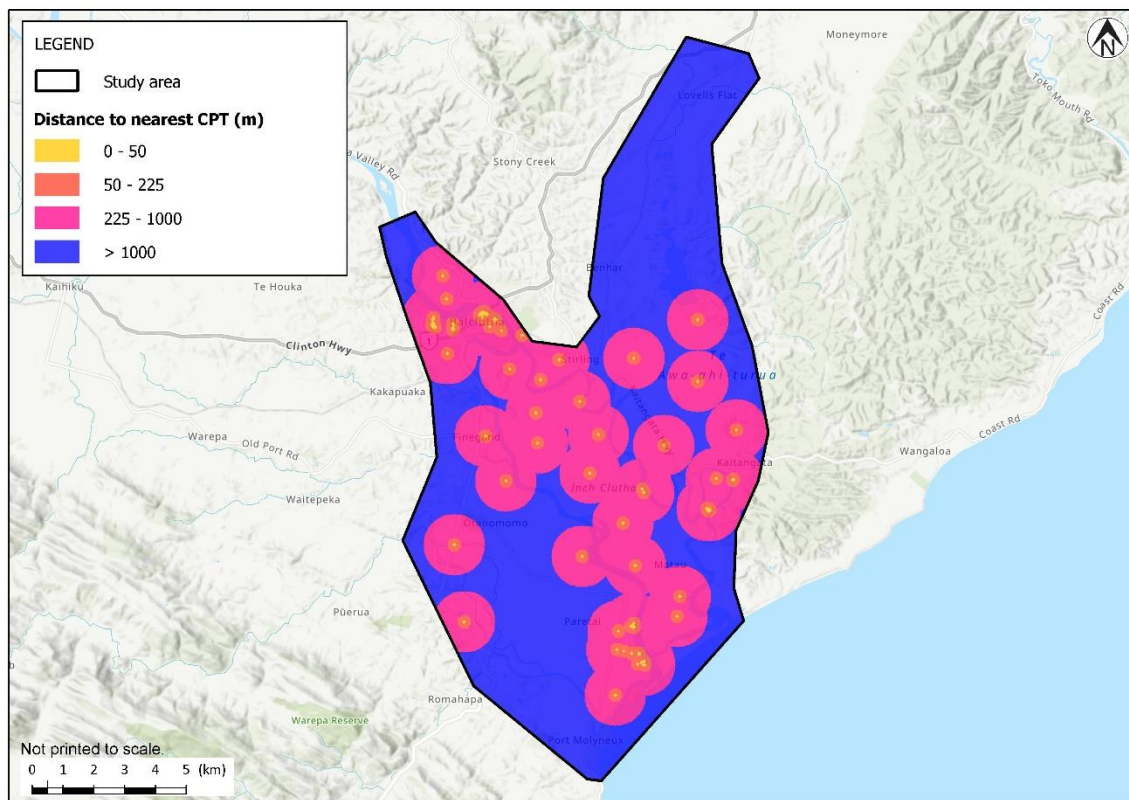 LEGEND
Study area
Distance to nearest CPT (m)
0 - 50
50 - 225
225 - 1000
> 1000
N
Moneymore
Toko Mouth Rd
Lovells Flat
Stony Creek
a Valley Rd
Benhar
Kaihiku
Te Houka
Balclutha
Coast Rd
1
Clinton Hwy
Stirling
Te
Awa-ahi-turua
Kakapuaka
Kaitangata Hwy
Coast Rd
Warepa
Old Port Rd
Finegand
Wangaloa
Kaitangata
Inch Clutha
Waitepeka
Otanomomo
Matau
Pūerua
Paretai
Romahapa
Warepa Reserve
Port Molyneux
Not printed to scale.
0 1 2 3 4 5 (km)